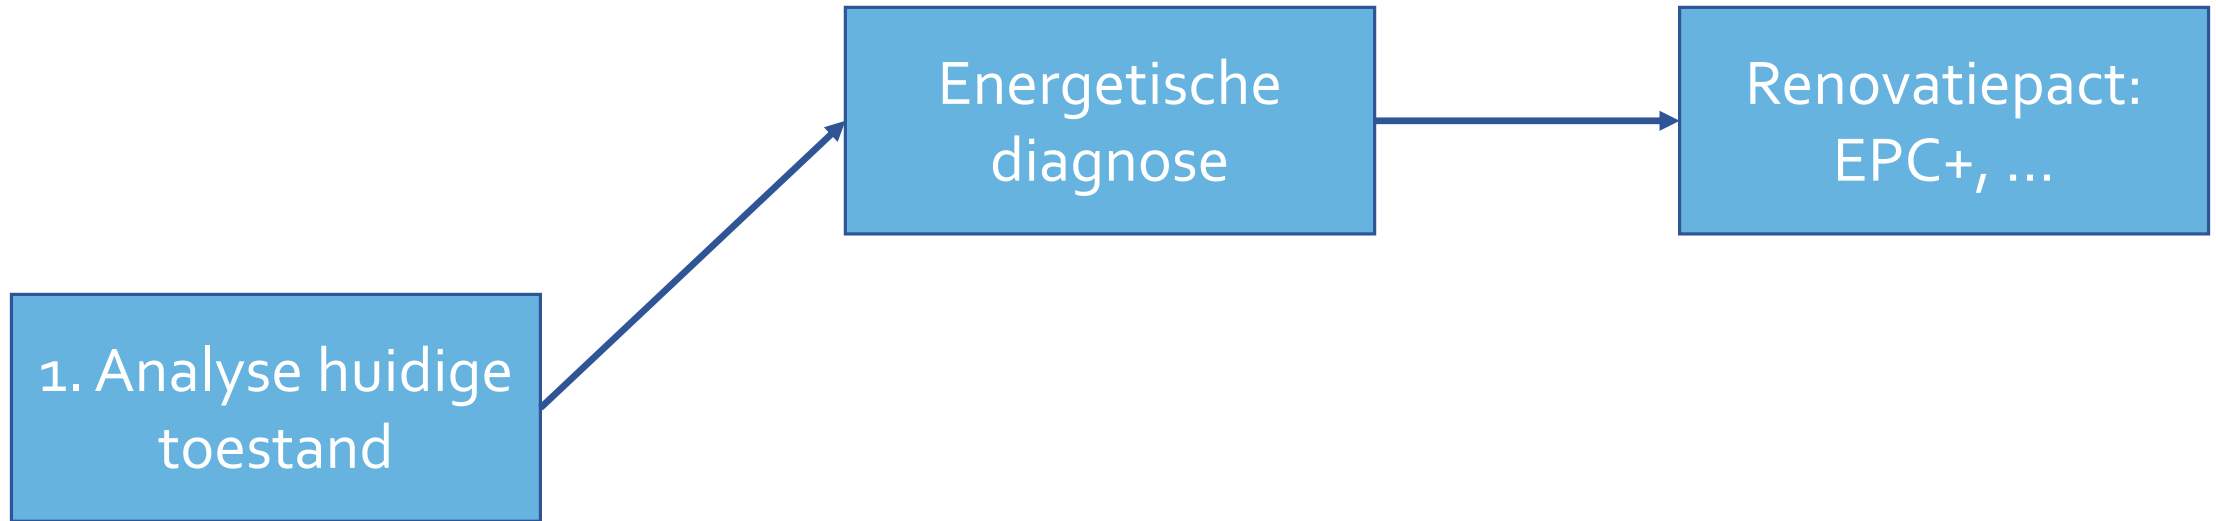 Energetische
diagnose
Renovatiepact:
EPC+, ...
1. Analyse huidige
toestand